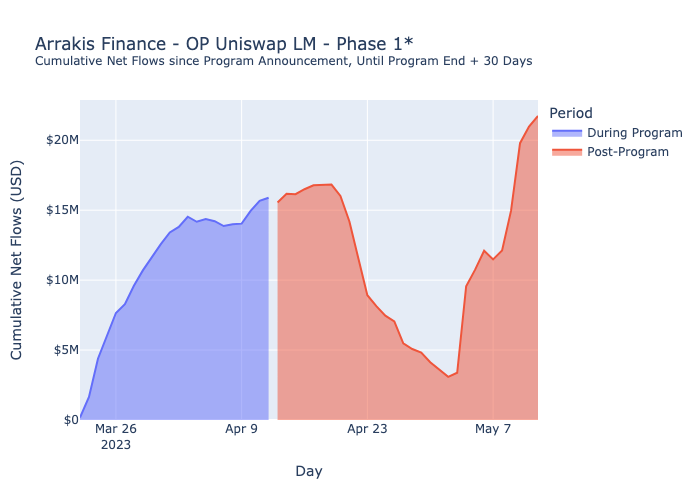 Arrakis Finance - OP Uniswap LM - Phase 1*
Cumulative Net Flows since Program Announcement, Until Program End + 30 Days
Period
During Program
Post-Program
Cumulative Net Flows (USD)
$20M
$15M
$10M
$5M
$0
Mar 26
2023
Apr 9
Apr 23
May 7
Day